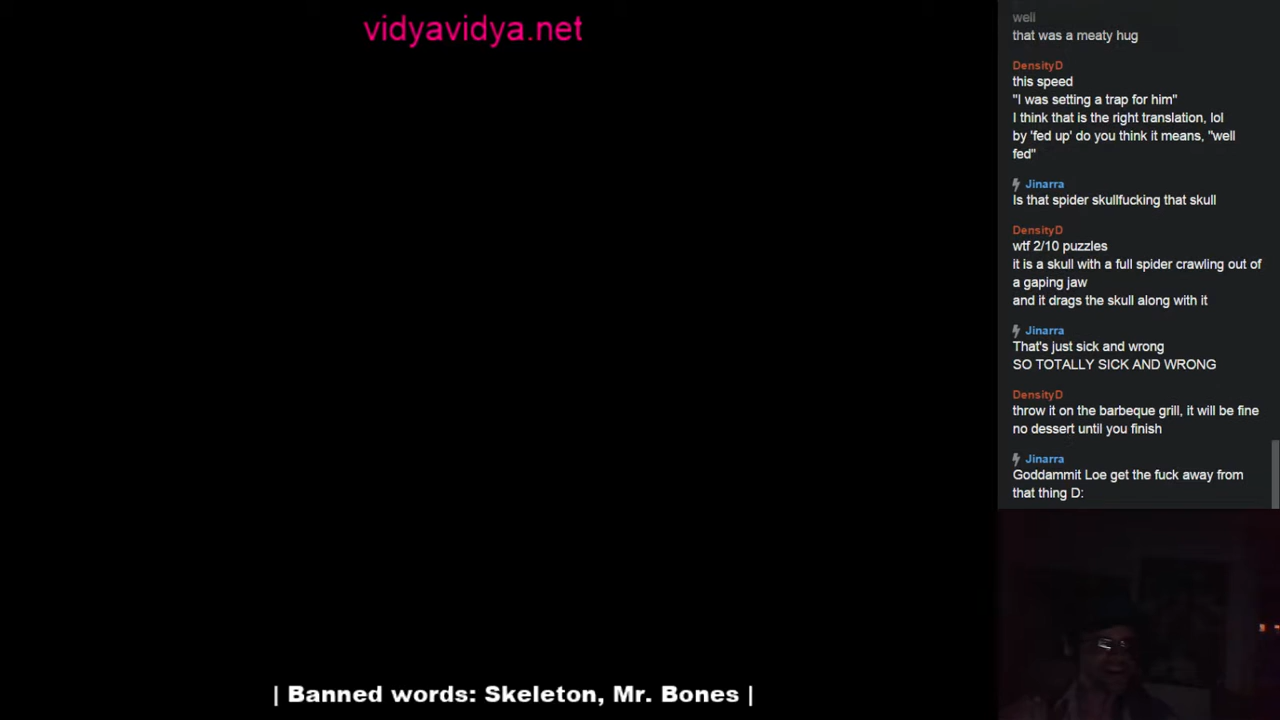 vidyavidya.net
well
that was a meaty hug
DensityD
this speed
"I was setting a trap for him"
I think that is the right translation, lol
by 'fed up' do you think it means, "well
fed"
Jinarra
Is that spider skullfucking that skull
DensityD
wtf 2/10 puzzles
it is a skull with a full spider crawling out of
a gaping jaw
and it drags the skull along with it
Jinarra
That's just sick and wrong
SO TOTALLY SICK AND WRONG
DensityD
throw it on the barbeque grill, it will be fine
no dessert until you finish
Jinarra
Goddammit Loe get the fuck away from
that thing D:
| Banned words: Skeleton, Mr. Bones |